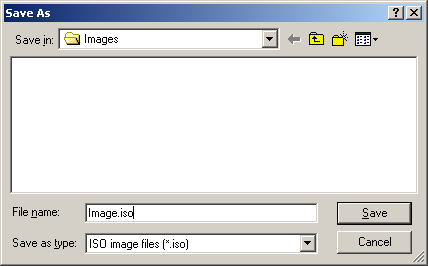 Save As
Save in: Images
File name: Image.iso
Save
Save as type: ISO image files (*.iso)
Cancel